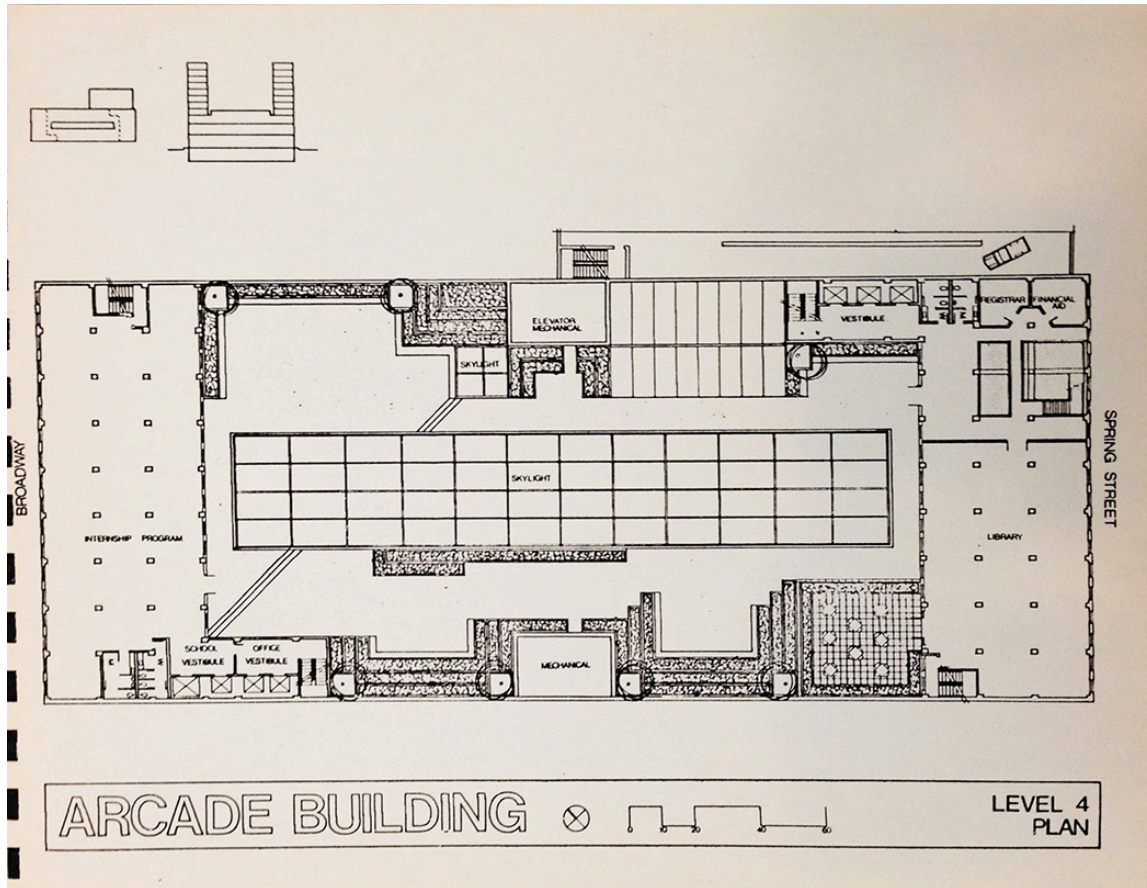 ELEVATOR
MECHANICAL
VESTIBULE
REGISTRAR
FINANCIAL
AID
SKYLIGHT
BROADWAY
SKYLIGHT
SPRING STREET
INTERNSHIP PROGRAM
LIBRARY
SCHOOL
VESTIBULE
OFFICE
VESTIBULE
MECHANICAL
ARCADE BUILDING
0 10 20 40 60
LEVEL 4
PLAN